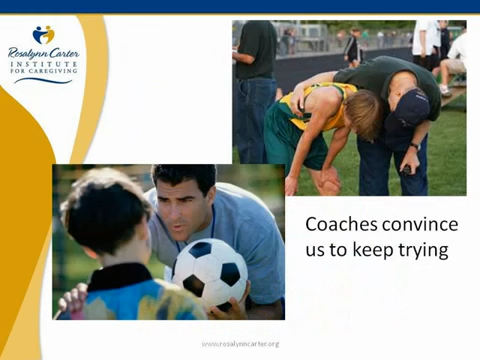 Rosalynn Carter
INSTITUTE
FOR CAREGIVING
Coaches convince
us to keep trying
www.rosalynncarter.org